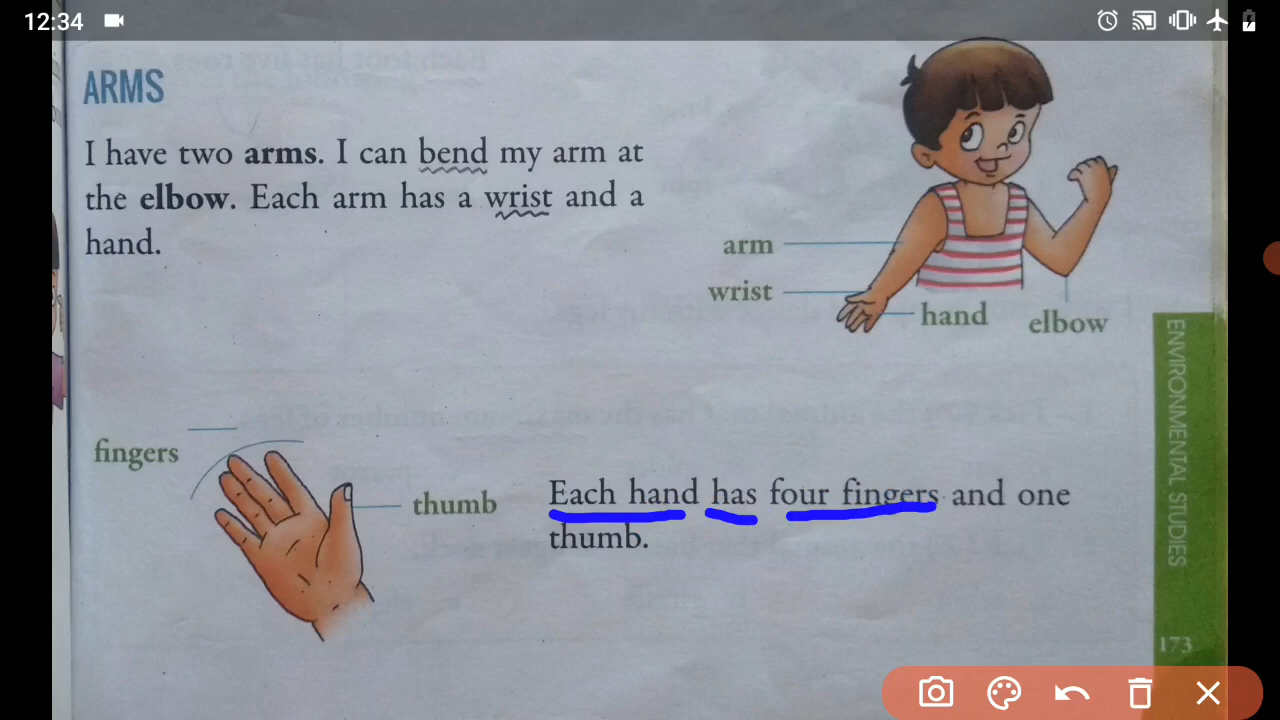 12:34
ARMS
I have two arms. I can bend my arm at
the elbow. Each arm has a wrist and a
hand.
arm
wrist
hand
elbow
fingers
thumb
Each hand has four fingers and one
thumb.
ENVIRONMENTAL STUDIES
173